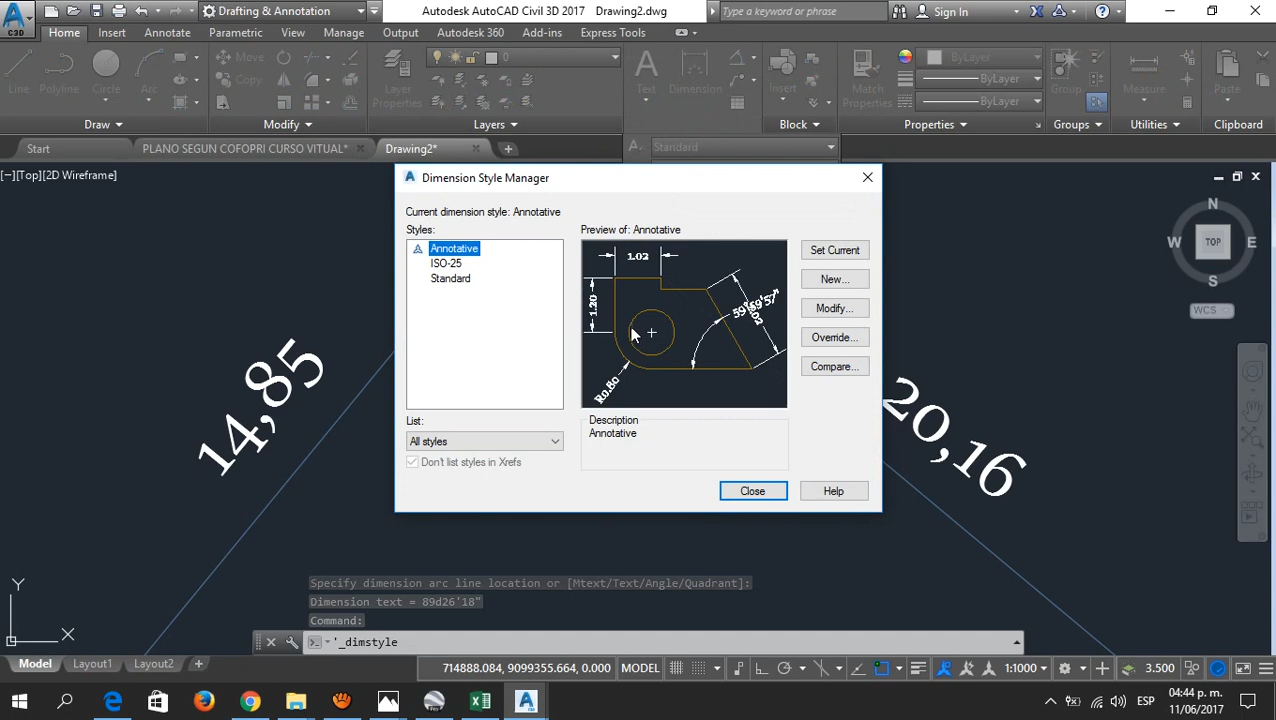 C3D
Drafting & Annotation
Autodesk AutoCAD Civil 3D 2017 Drawing2.dwg
Type a keyword or phrase
Sign In
Home Insert Annotate Parametric View Manage Output Autodesk 360 Add-ins Express Tools
Line Polyline Circle Arc
Move
Copy
Layer Properties
0
Text Dimension
Insert
Match Properties
ByLayer
ByLayer
ByLayer
Group
Measure
Paste
Draw Modify Layers Block Properties Groups Utilities Clipboard
Start PLANO SEGUN COFOPRI CURSO VITUAL* Drawing2*
Standard
[−][Top][2D Wireframe]
Dimension Style Manager
Current dimension style: Annotative
Styles:
Preview of: Annotative
Annotative
ISO-25
Standard
1.02
1.20
R0.80
Set Current
New...
Modify...
Override...
Compare...
List:
All styles
Don't list styles in Xrefs
Description
Annotative
Close
Help
N
W TOP E
S
WCS
14,85
20,16
Specify dimension arc line location or [Mtext/Text/Angle/Quadrant]:
Dimension text = 89d26'18"
Command:
'_dimstyle
Y
X
Model Layout1 Layout2
714888.084, 9099355.664, 0.000 MODEL
1:1000
3.500
ESP
04:44 p. m.
11/06/2017